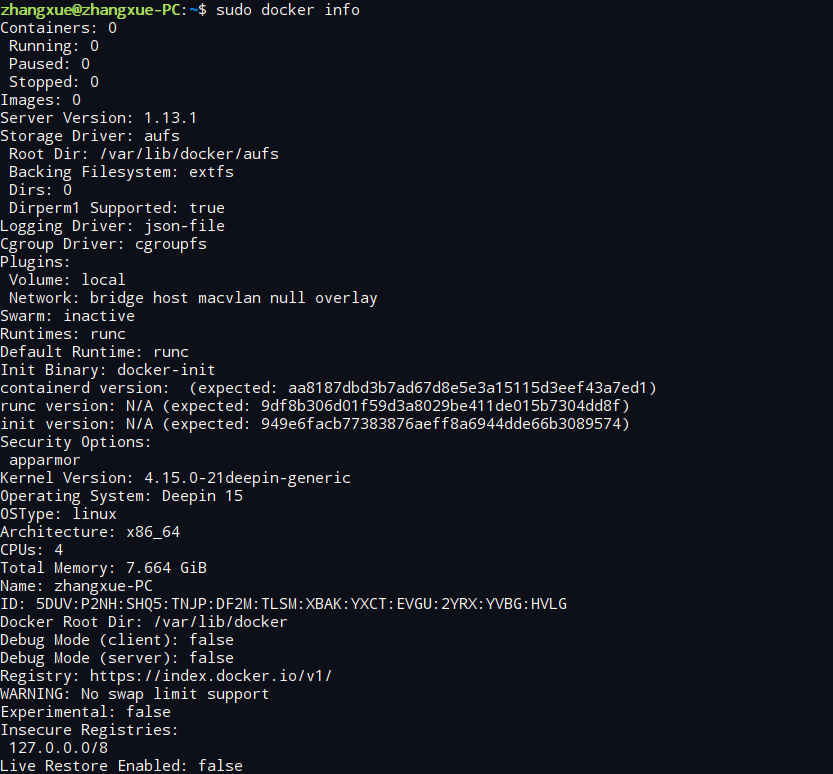 zhangxue@zhangxue-PC:~$ sudo docker info
Containers: 0
 Running: 0
 Paused: 0
 Stopped: 0
Images: 0
Server Version: 1.13.1
Storage Driver: aufs
 Root Dir: /var/lib/docker/aufs
 Backing Filesystem: extfs
 Dirs: 0
 Dirperm1 Supported: true
Logging Driver: json-file
Cgroup Driver: cgroupfs
Plugins:
 Volume: local
 Network: bridge host macvlan null overlay
Swarm: inactive
Runtimes: runc
Default Runtime: runc
Init Binary: docker-init
containerd version:  (expected: aa8187dbd3b7ad67d8e5e3a15115d3eef43a7ed1)
runc version: N/A (expected: 9df8b306d01f59d3a8029be411de015b7304dd8f)
init version: N/A (expected: 949e6facb77383876aeff8a6944dde66b3089574)
Security Options:
 apparmor
Kernel Version: 4.15.0-21deepin-generic
Operating System: Deepin 15
OSType: linux
Architecture: x86_64
CPUs: 4
Total Memory: 7.664 GiB
Name: zhangxue-PC
ID: 5DUV:P2NH:SHQ5:TNJP:DF2M:TLSM:XBAK:YXCT:EVGU:2YRX:YVBG:HVLG
Docker Root Dir: /var/lib/docker
Debug Mode (client): false
Debug Mode (server): false
Registry: https://index.docker.io/v1/
WARNING: No swap limit support
Experimental: false
Insecure Registries:
 127.0.0.0/8
Live Restore Enabled: false